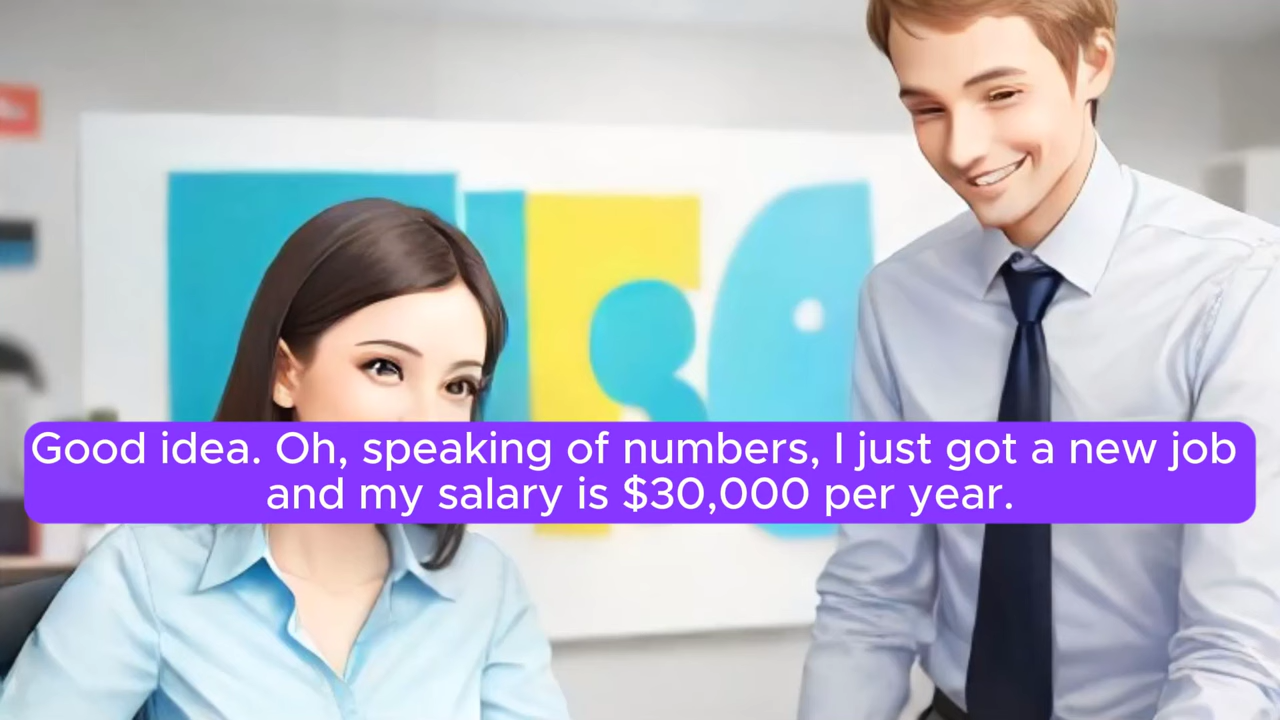 Good idea. Oh, speaking of numbers, I just got a new job
and my salary is $30,000 per year.